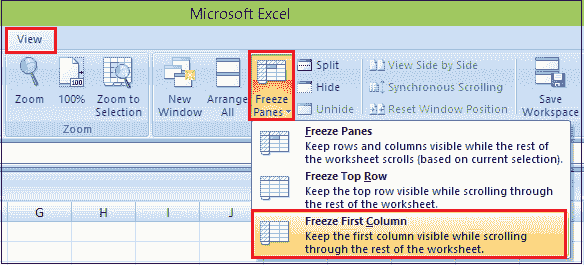 Microsoft Excel
View
Split
View Side by Side
Hide
Synchronous Scrolling
Zoom 100% Zoom to Selection
New Window Arrange All Freeze Panes
Unhide
Reset Window Position
Save Workspace
Zoom
Freeze Panes
Keep rows and columns visible while the rest of
the worksheet scrolls (based on current selection).
Freeze Top Row
Keep the top row visible while scrolling through
the rest of the worksheet.
G H I J
Freeze First Column
Keep the first column visible while scrolling
through the rest of the worksheet.